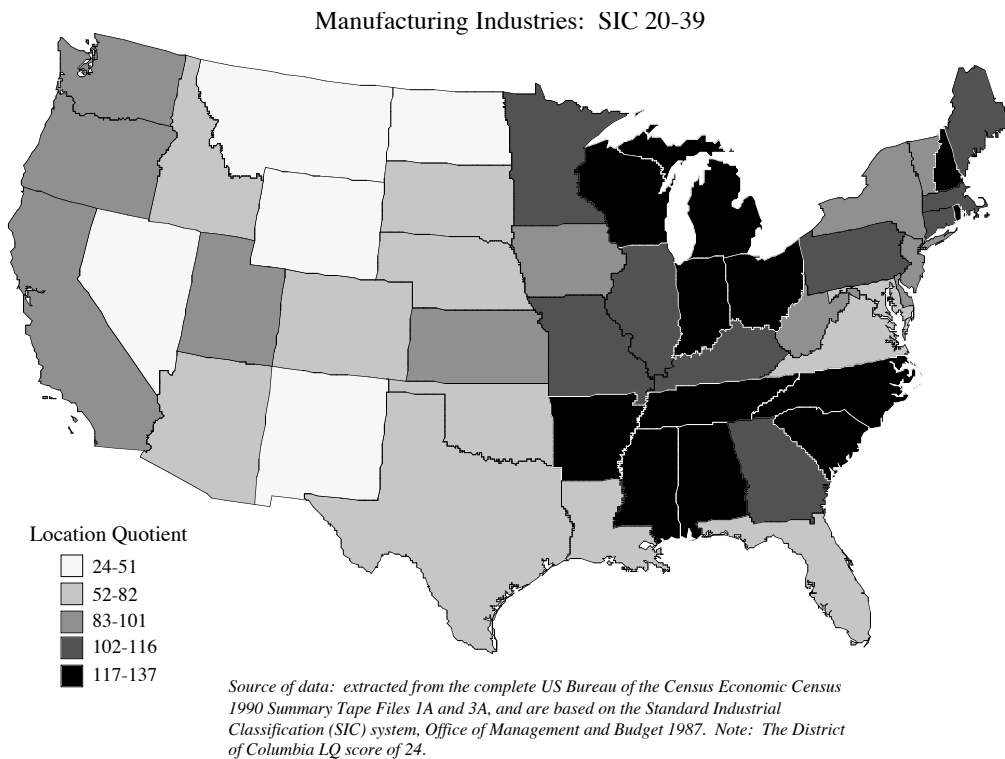 Manufacturing Industries:  SIC 20-39
Location Quotient
24-51
52-82
83-101
102-116
117-137
Source of data:  extracted from the complete US Bureau of the Census Economic Census
1990 Summary Tape Files 1A and 3A, and are based on the Standard Industrial
Classification (SIC) system, Office of Management and Budget 1987.  Note:  The District
of Columbia LQ score of 24.